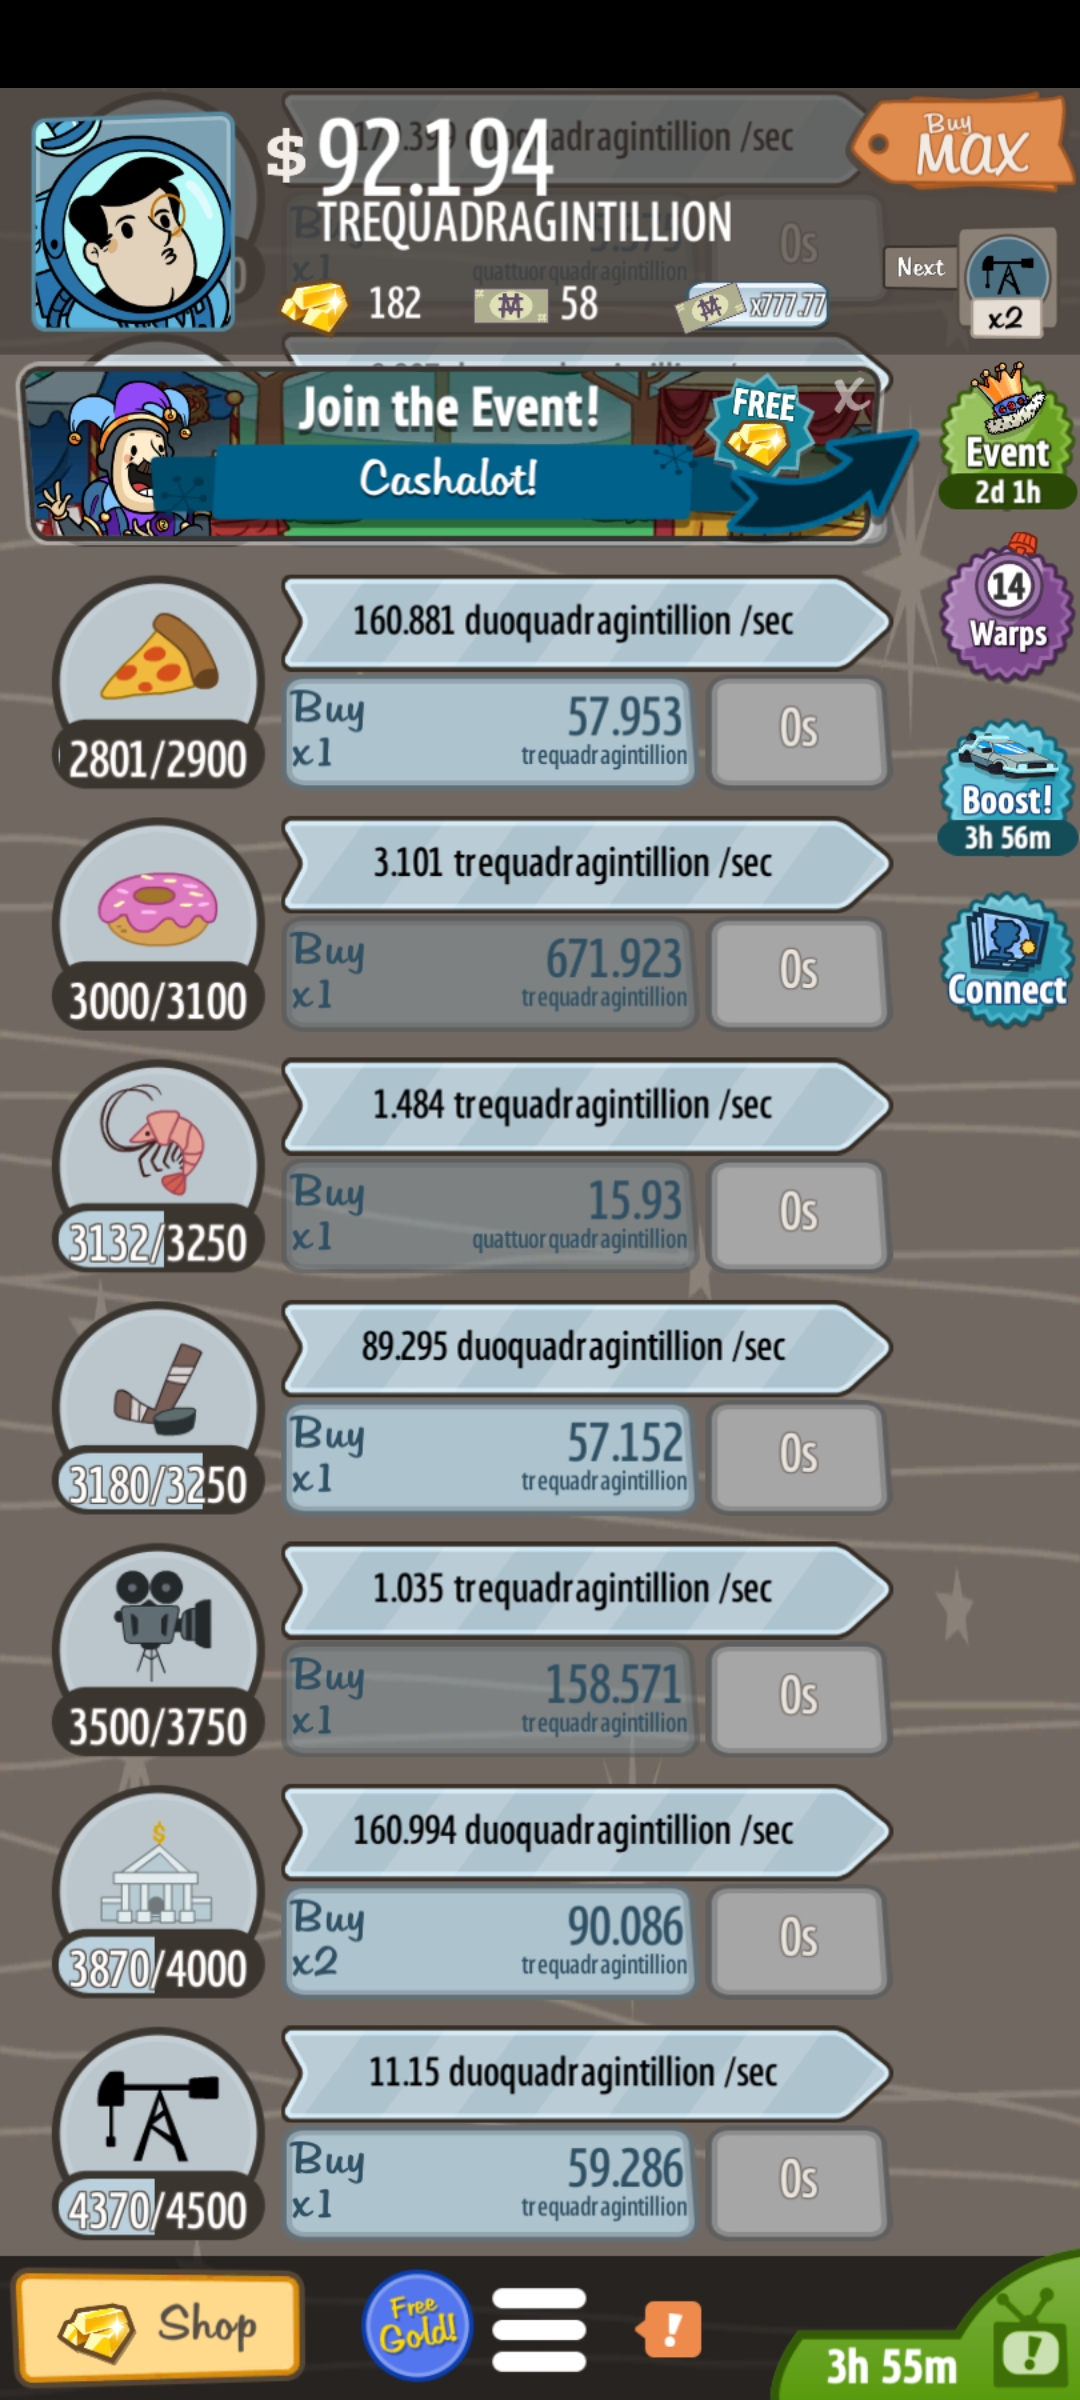 duoquadragintillion /sec
$ 92.194
TREQUADRAGINTILLION
Buy
MAX
Buy
x1
quattuorquadragintillion
0s
Next
x2
182
58
x777.77
Join the Event!
Cashalot!
FREE
X
Event
2d 1h
14
Warps
Boost!
3h 56m
Connect
160.881 duoquadragintillion /sec
2801/2900
Buy
x1
57.953
trequadragintillion
0s
3.101 trequadragintillion /sec
3000/3100
Buy
x1
671.923
trequadragintillion
0s
1.484 trequadragintillion /sec
3132/3250
Buy
x1
15.93
quattuorquadragintillion
0s
89.295 duoquadragintillion /sec
3180/3250
Buy
x1
57.152
trequadragintillion
0s
1.035 trequadragintillion /sec
3500/3750
Buy
x1
158.571
trequadragintillion
0s
$
160.994 duoquadragintillion /sec
3870/4000
Buy
x2
90.086
trequadragintillion
0s
11.15 duoquadragintillion /sec
4370/4500
Buy
x1
59.286
trequadragintillion
0s
Shop
Free
Gold!
!
3h 55m
!